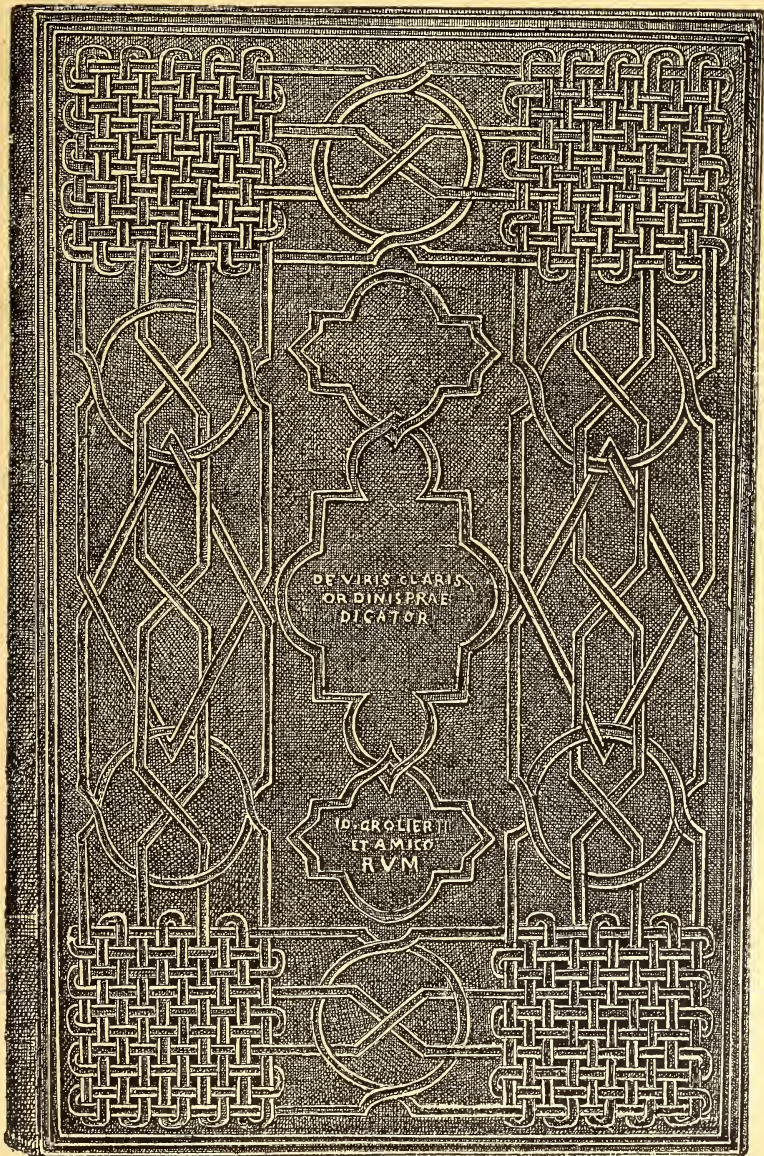 DE VIRIS CLARIS
OR DINIS PRAE
DICATOR
IO. GROLIERII
ET AMICO
RVM